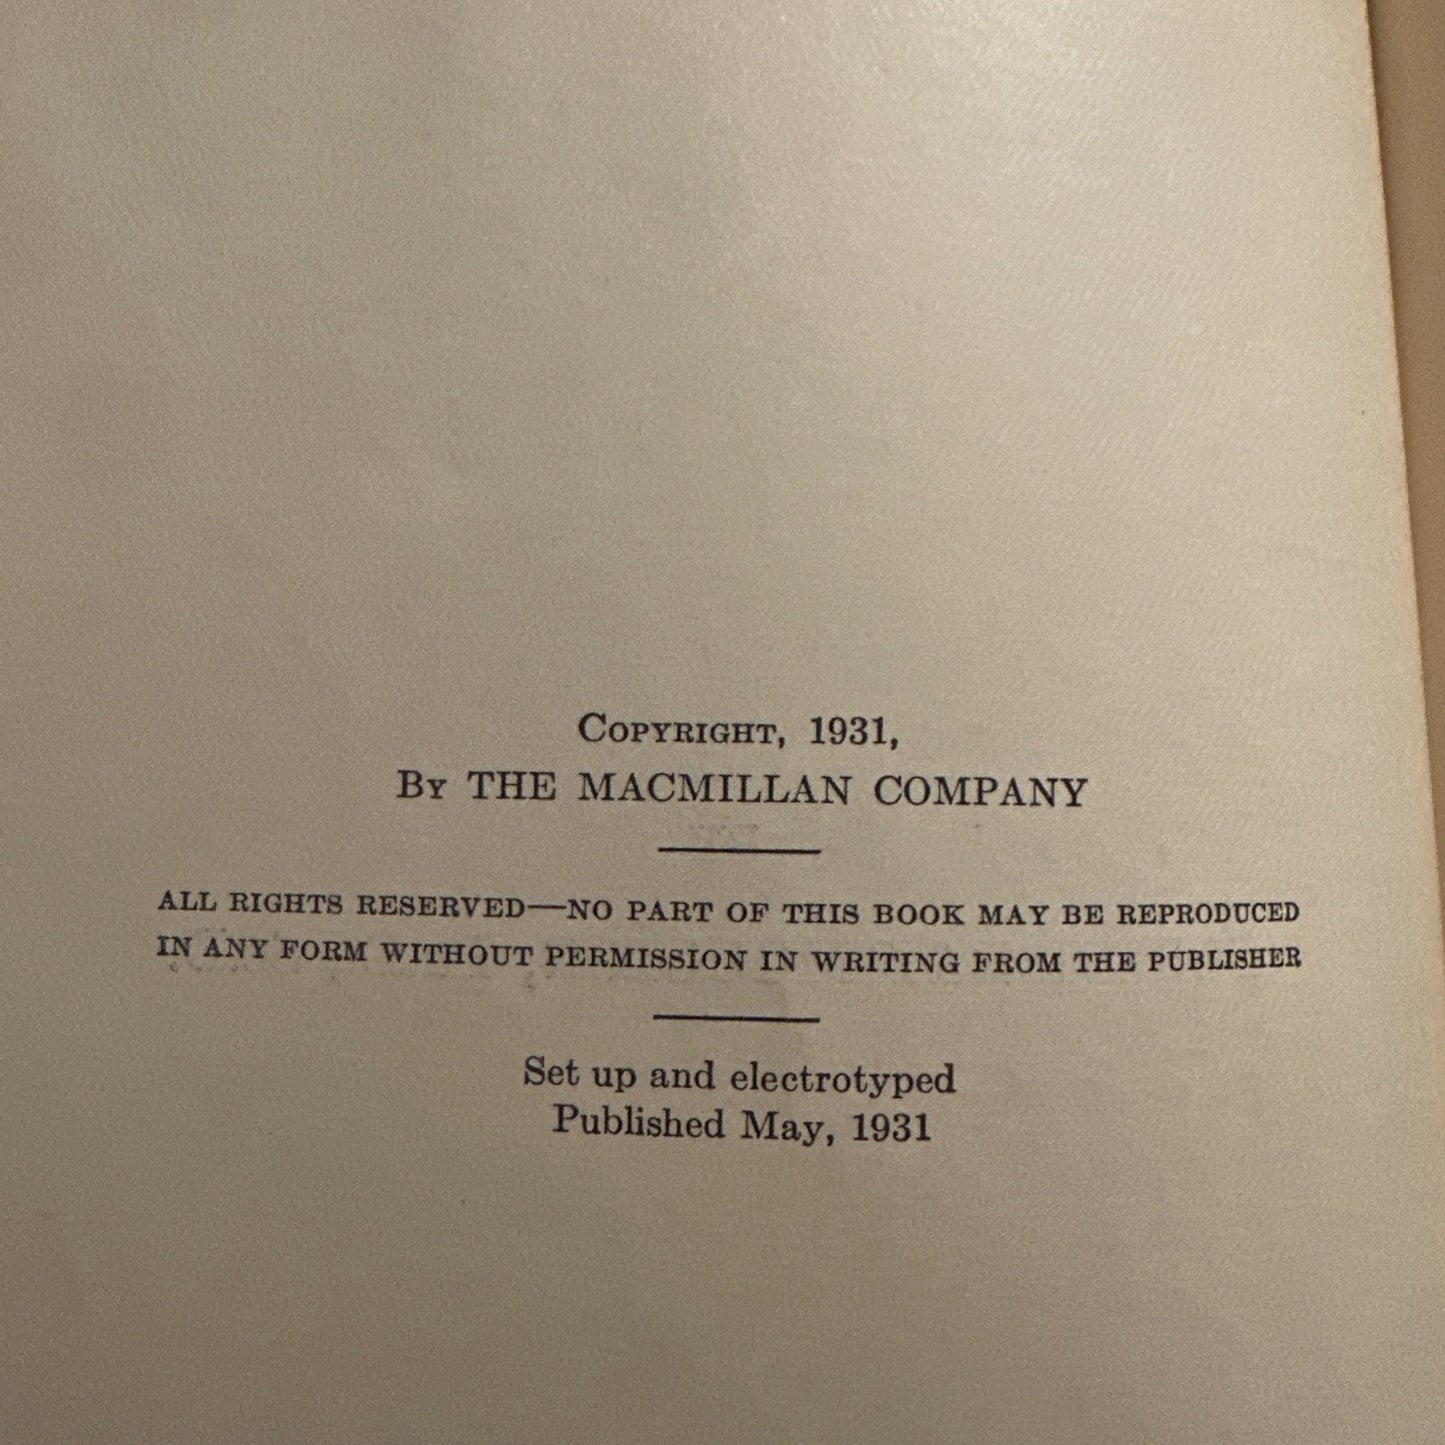 COPYRIGHT, 1931,
BY THE MACMILLAN COMPANY
ALL RIGHTS RESERVED—NO PART OF THIS BOOK MAY BE REPRODUCED
IN ANY FORM WITHOUT PERMISSION IN WRITING FROM THE PUBLISHER
Set up and electrotyped
Published May, 1931